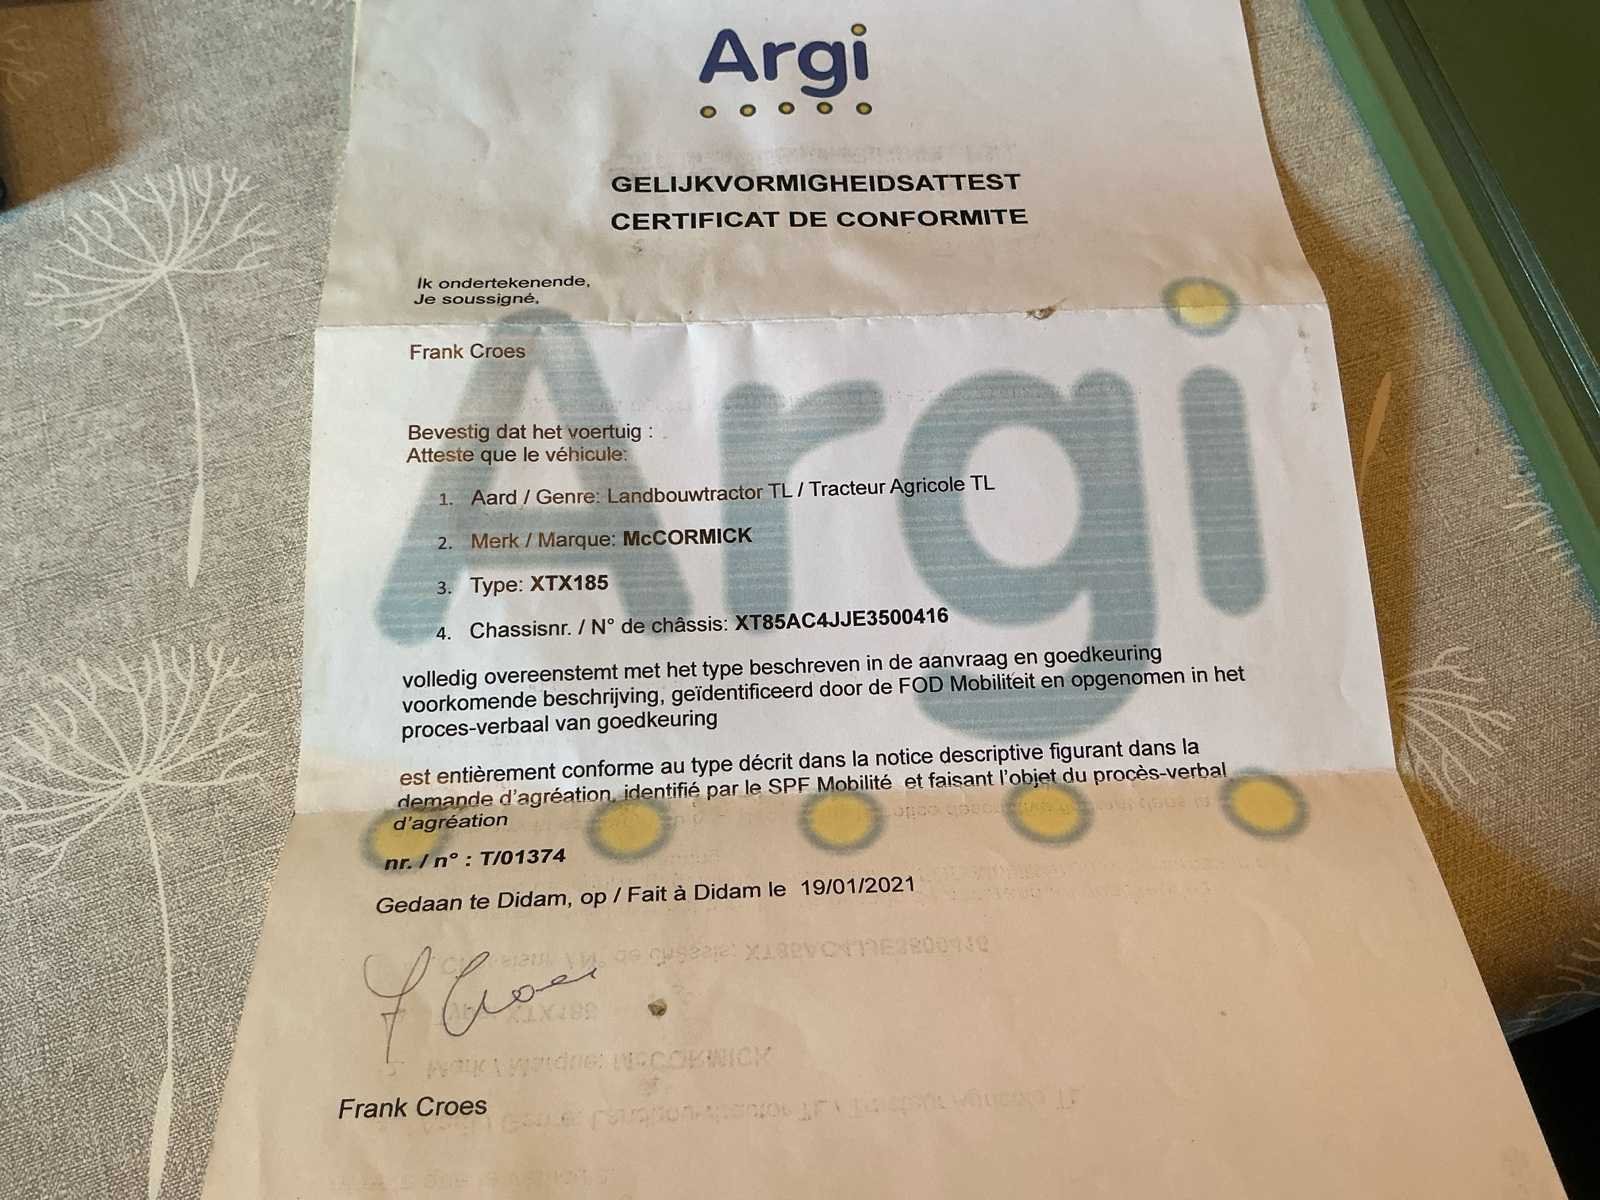 Argi
GELIJKVORMIGHEIDSATTEST
CERTIFICAT DE CONFORMITE
Ik ondertekenende,
Je soussigné,
Frank Croes
Bevestig dat het voertuig :
Atteste que le véhicule:
1. Aard / Genre: Landbouwtractor TL / Tracteur Agricole TL
2. Merk / Marque: McCORMICK
3. Type: XTX185
4. Chassisnr. / N° de châssis: XT85AC4JJE3500416
volledig overeenstemt met het type beschreven in de aanvraag en goedkeuring
voorkomende beschrijving, geïdentificeerd door de FOD Mobiliteit en opgenomen in het
proces-verbaal van goedkeuring
est entièrement conforme au type décrit dans la notice descriptive figurant dans la
demande d'agréation, identifié par le SPF Mobilité et faisant l'objet du procès-verbal
d'agréation
nr. / n° : T/01374
Gedaan te Didam, op / Fait à Didam le 19/01/2021
F Croes
Frank Croes